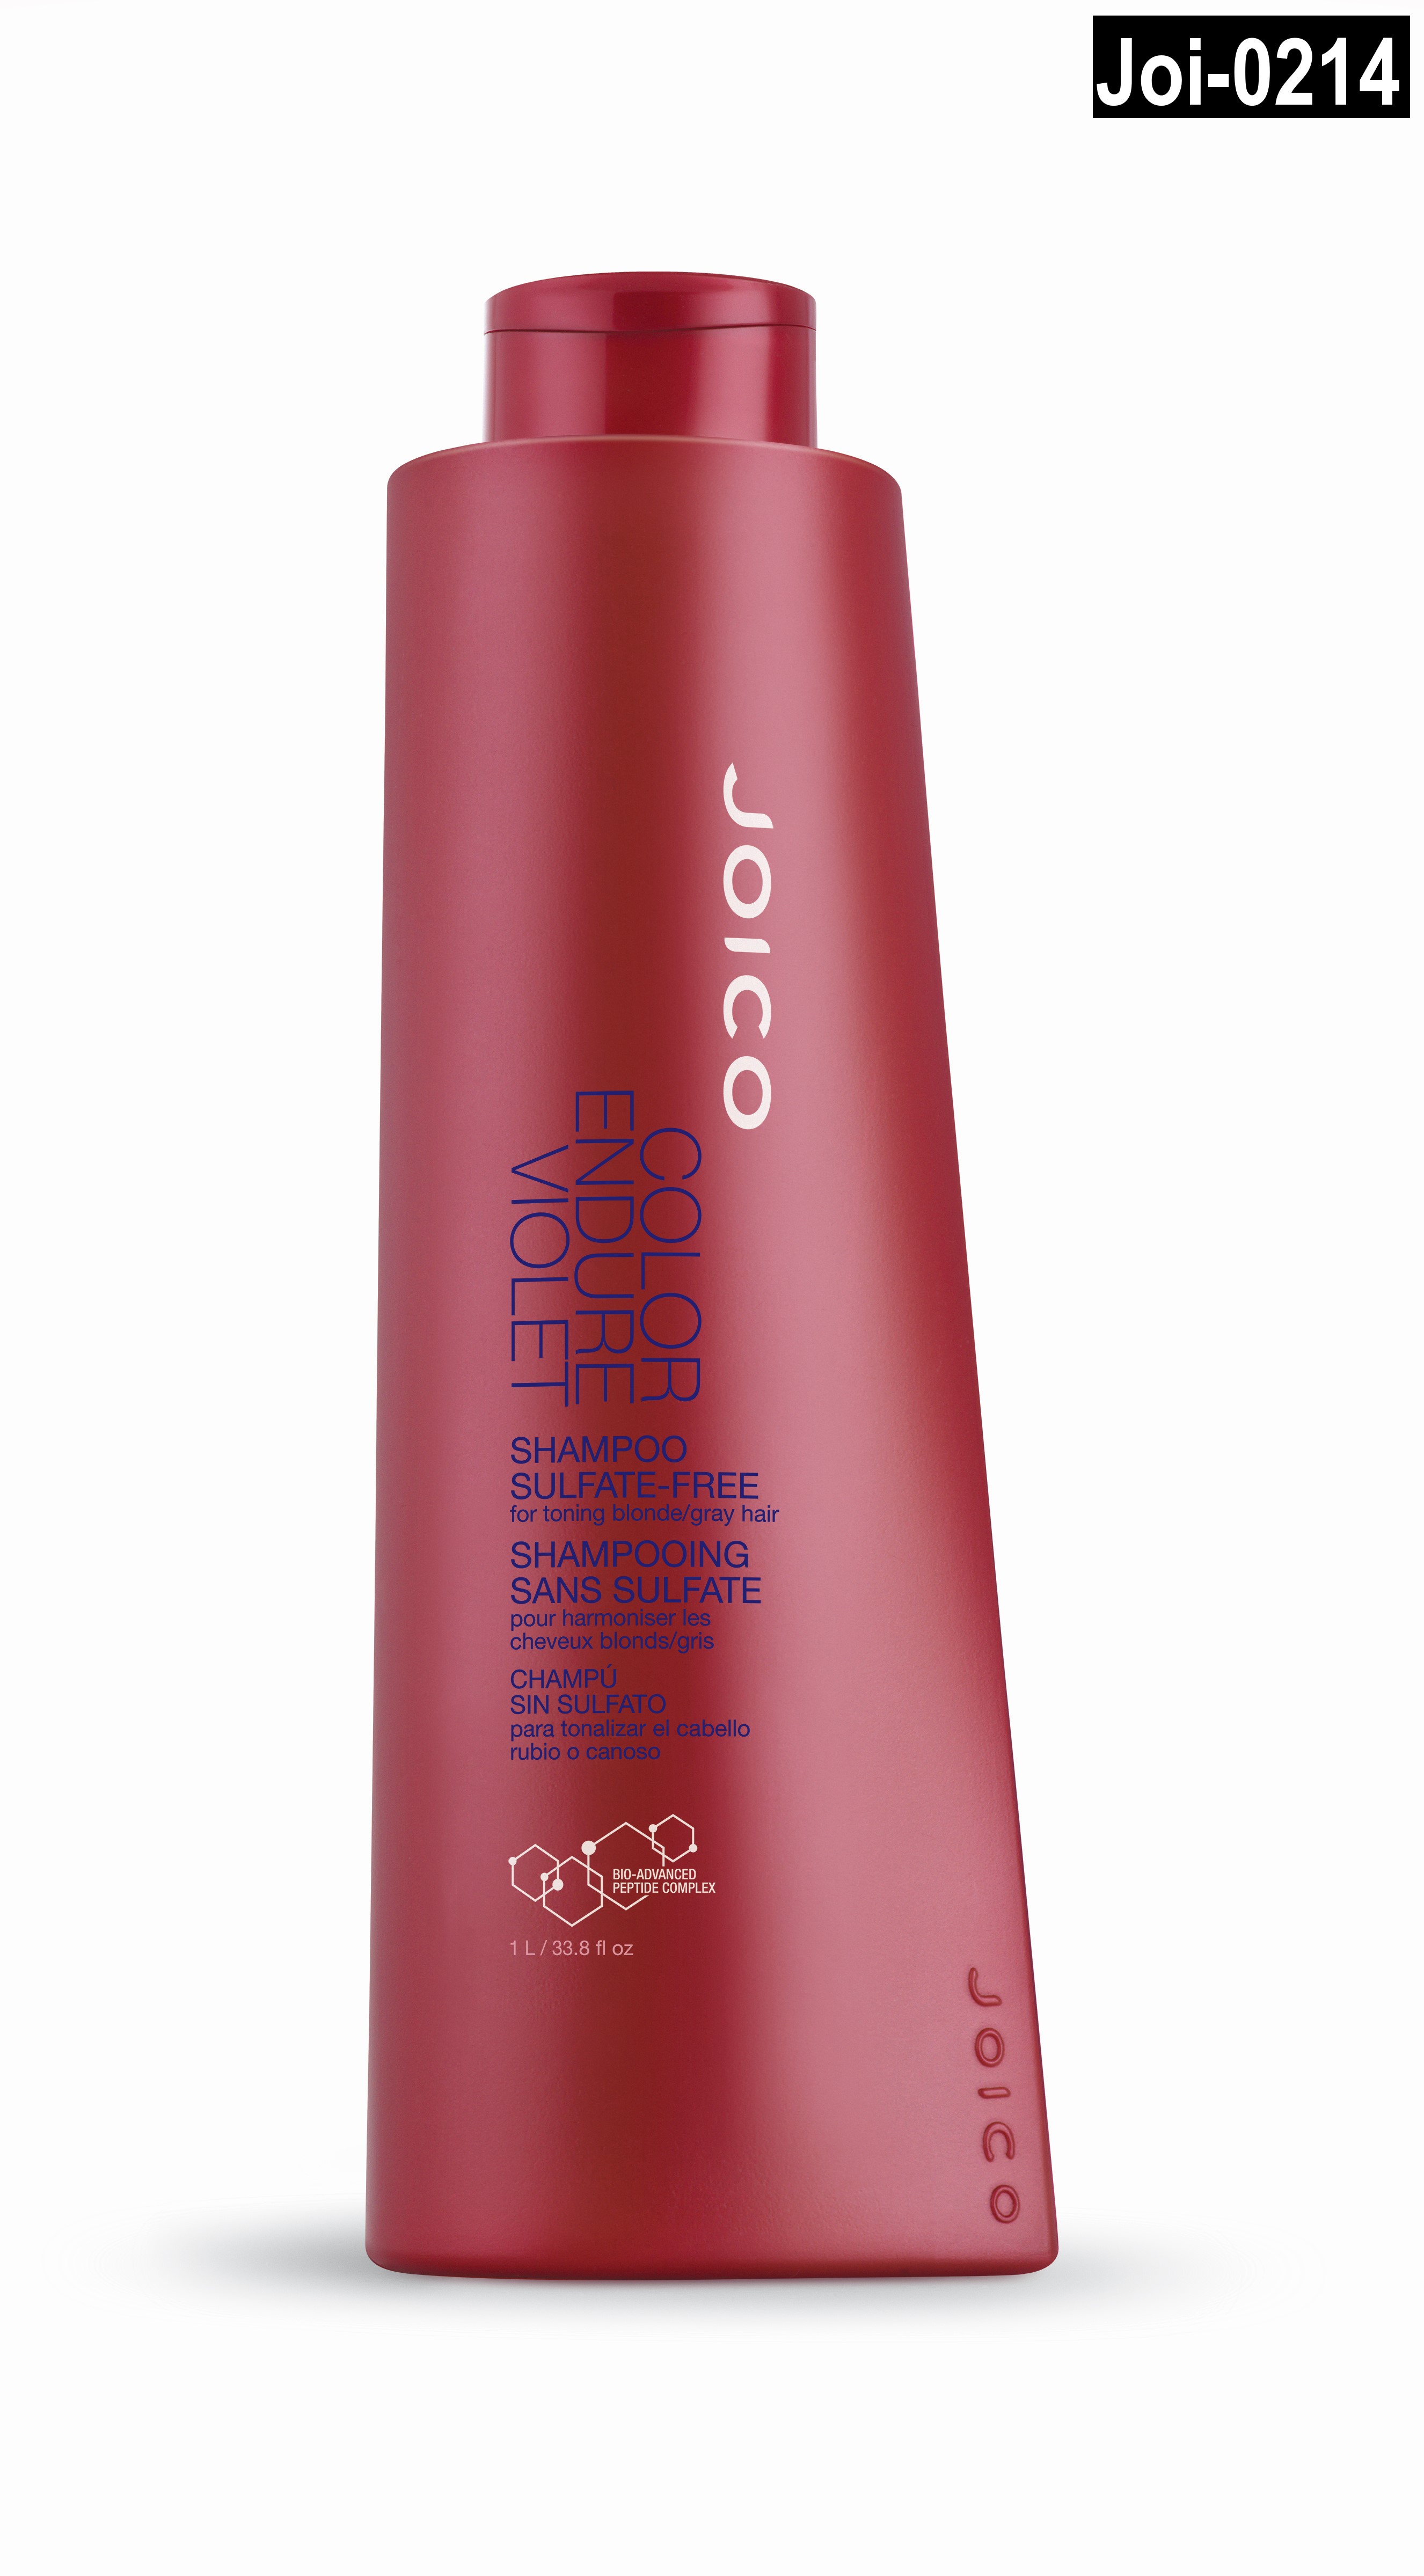 Joi-0214
JOICO
COLOR
ENDURE
VIOLET
SHAMPOO
SULFATE-FREE
for toning blonde/gray hair
SHAMPOOING
SANS SULFATE
pour harmoniser les
cheveux blonds/gris
CHAMPÚ
SIN SULFATO
para tonalizar el cabello
rubio o canoso
BIO-ADVANCED
PEPTIDE COMPLEX
1 L / 33.8 fl oz
JOICO